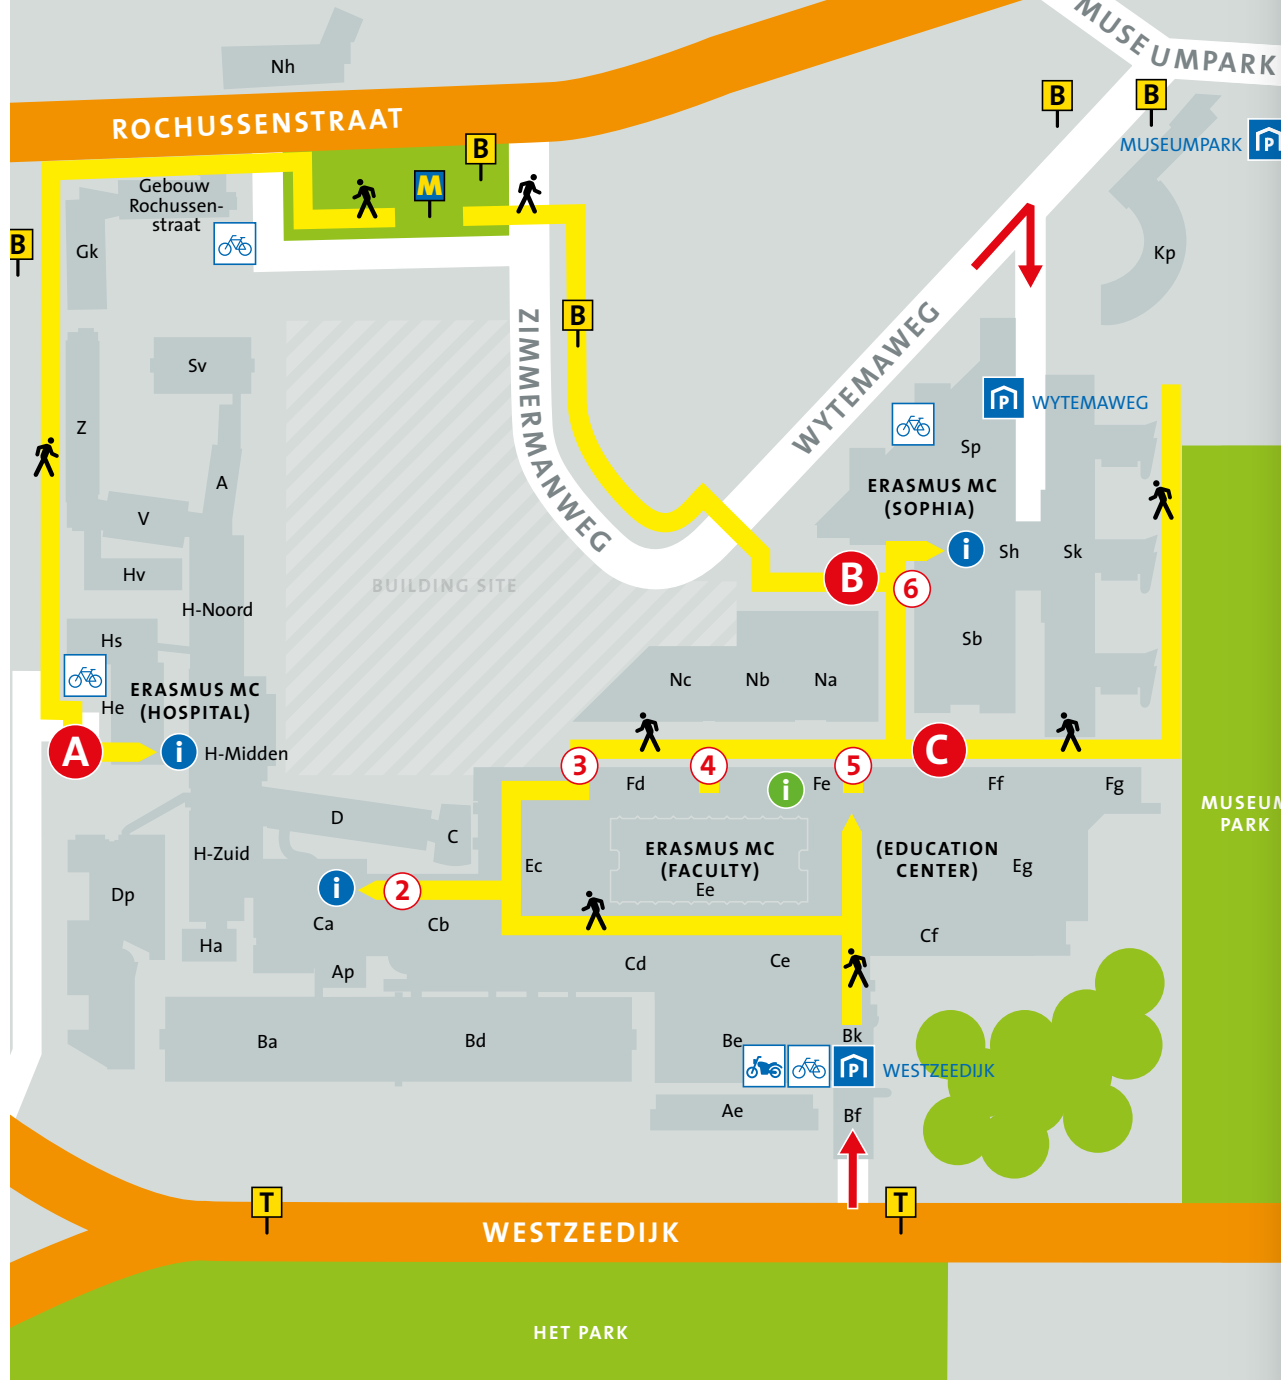 MUSEUMPARK
Nh
ROCHUSSENSTRAAT
B
B
B
MUSEUMPARK
P
Gebouw
Rochussen-
straat
M
B
Gk
Kp
B
ZIMMERMANWEG
WYTEMAWEG
Sv
P
WYTEMAWEG
Z
Sp
A
ERASMUS MC
(SOPHIA)
V
i
Sh
Sk
Hv
BUILDING SITE
B
6
H-Noord
Hs
Sb
ERASMUS MC
(HOSPITAL)
He
Nc
Nb
Na
A
i
H-Midden
C
3
4
5
Fd
i
Fe
Ff
Fg
MUSEUM
PARK
D
C
H-Zuid
ERASMUS MC
(FACULTY)
(EDUCATION
CENTER)
Ec
Eg
Ee
Dp
i
2
Ca
Cb
Cf
Ha
Ap
Cd
Ce
Ba
Bd
Be
Bk
P
WESTZEEDIJK
Ae
Bf
T
T
WESTZEEDIJK
HET PARK